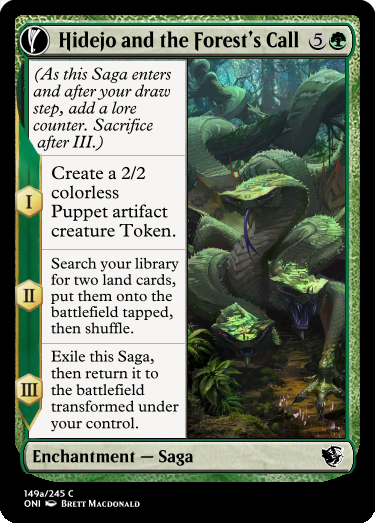 Hidejo and the Forest's Call 5
(As this Saga enters
and after your draw
step, add a lore
counter. Sacrifice
after III.)
I
Create a 2/2
colorless
Puppet artifact
creature Token.
II
Search your library
for two land cards,
put them onto the
battlefield tapped,
then shuffle.
III
Exile this Saga,
then return it to
the battlefield
transformed under
your control.
Enchantment — Saga
149a/245 C
ONI Brett Macdonald